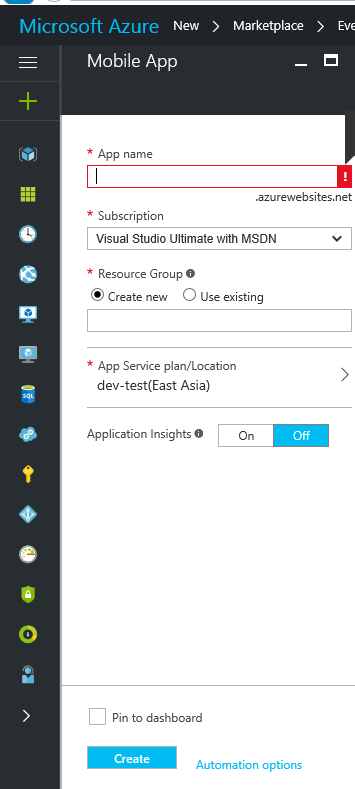 Microsoft Azure New > Marketplace > Eve
Mobile App
* App name
!
.azurewebsites.net
* Subscription
Visual Studio Ultimate with MSDN
* Resource Group
Create new Use existing
* App Service plan/Location
dev-test(East Asia)
Application Insights On Off
SQL
Pin to dashboard
Create Automation options